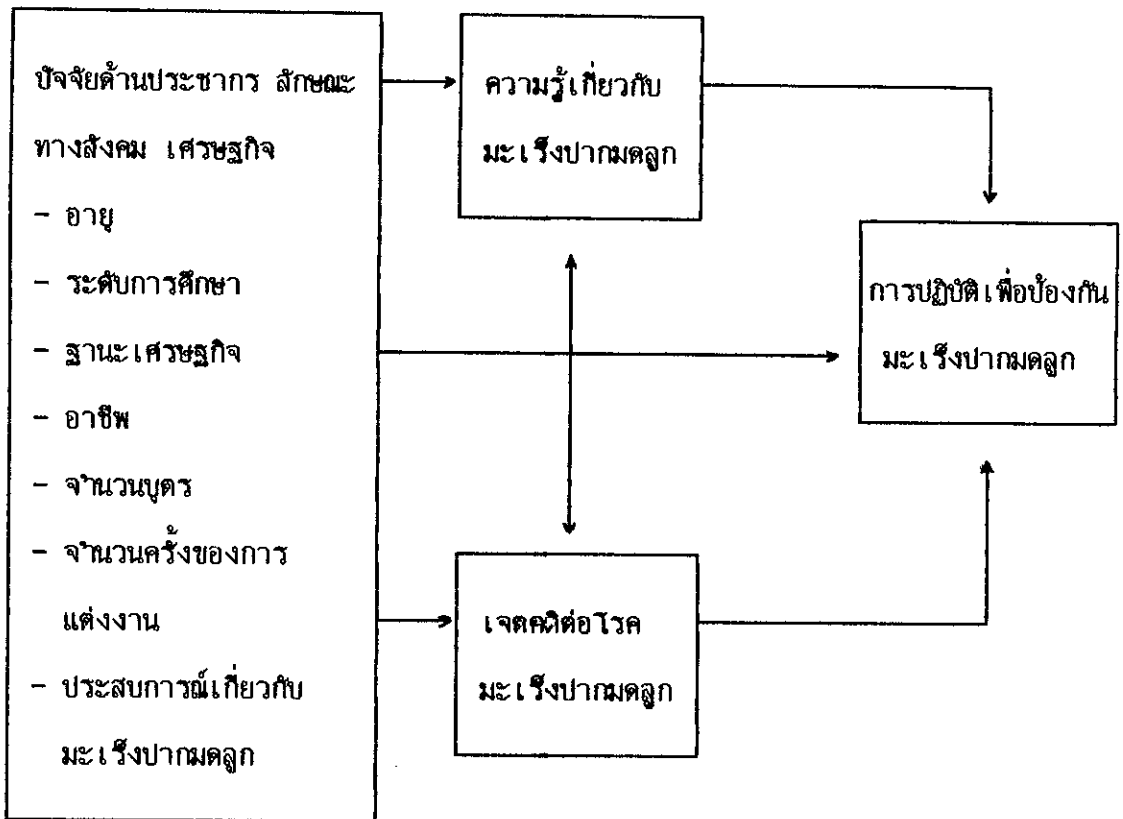 ปัจจัยด้านประชากร ลักษณะ
ทางสังคม เศรษฐกิจ
- อายุ
- ระดับการศึกษา
- ฐานะเศรษฐกิจ
- อาชีพ
- จำนวนบุตร
- จำนวนครั้งของการ
แต่งงาน
- ประสบการณ์เกี่ยวกับ
มะเร็งปากมดลูก
ความรู้เกี่ยวกับ
มะเร็งปากมดลูก
เจตคติต่อโรค
มะเร็งปากมดลูก
การปฏิบัติเพื่อป้องกัน
มะเร็งปากมดลูก